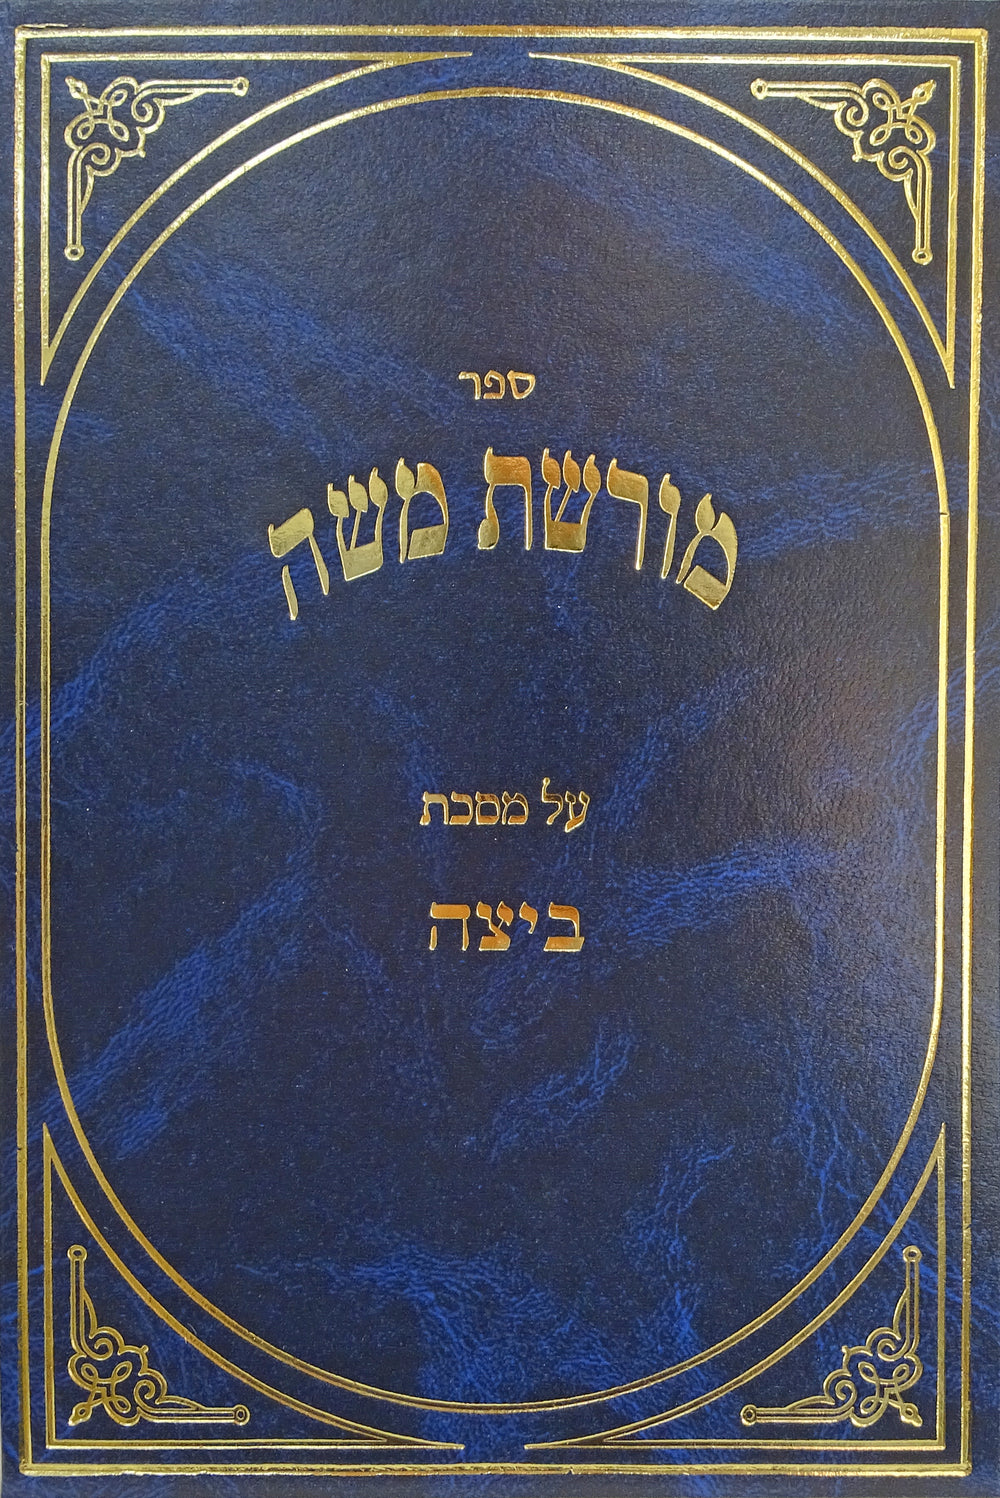 ספר
מורשת משה
על מסכת
ביצה